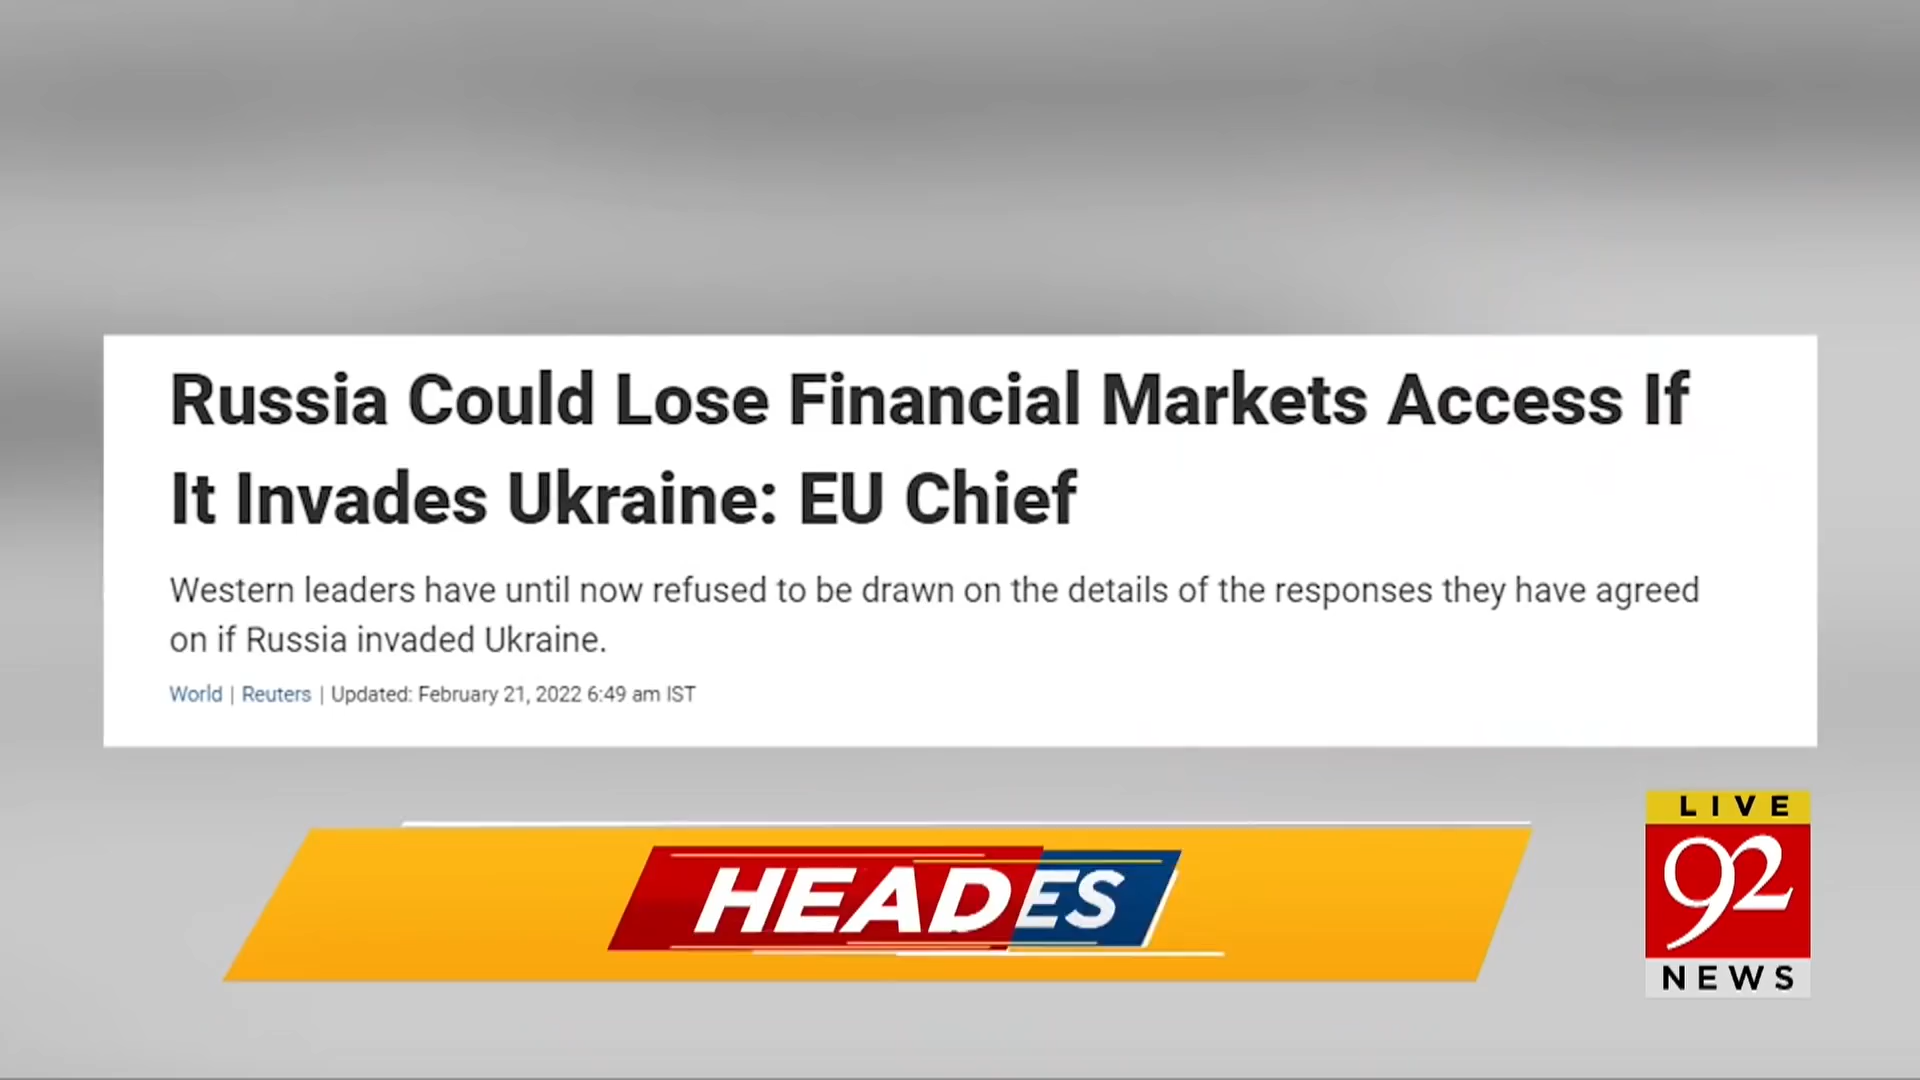 Russia Could Lose Financial Markets Access If
It Invades Ukraine: EU Chief
Western leaders have until now refused to be drawn on the details of the responses they have agreed
on if Russia invaded Ukraine.
World | Reuters | Updated: February 21, 2022 6:49 am IST
HEADES
LIVE
92
NEWS